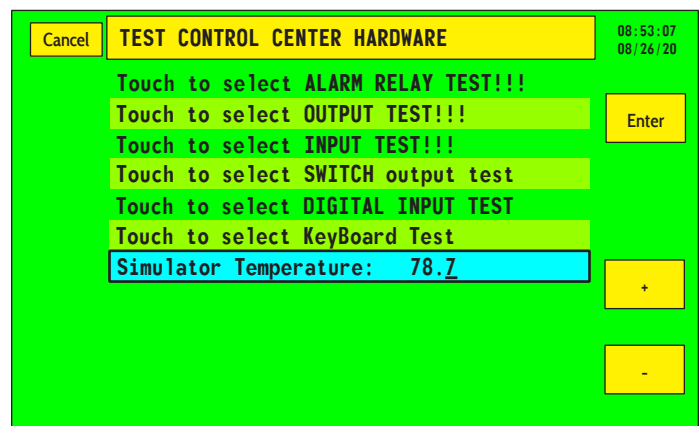 Cancel
TEST CONTROL CENTER HARDWARE
08:53:07
08/26/20
Touch to select ALARM RELAY TEST!!!
Touch to select OUTPUT TEST!!!
Enter
Touch to select INPUT TEST!!!
Touch to select SWITCH output test
Touch to select DIGITAL INPUT TEST
Touch to select KeyBoard Test
Simulator Temperature: 78.7
+
-